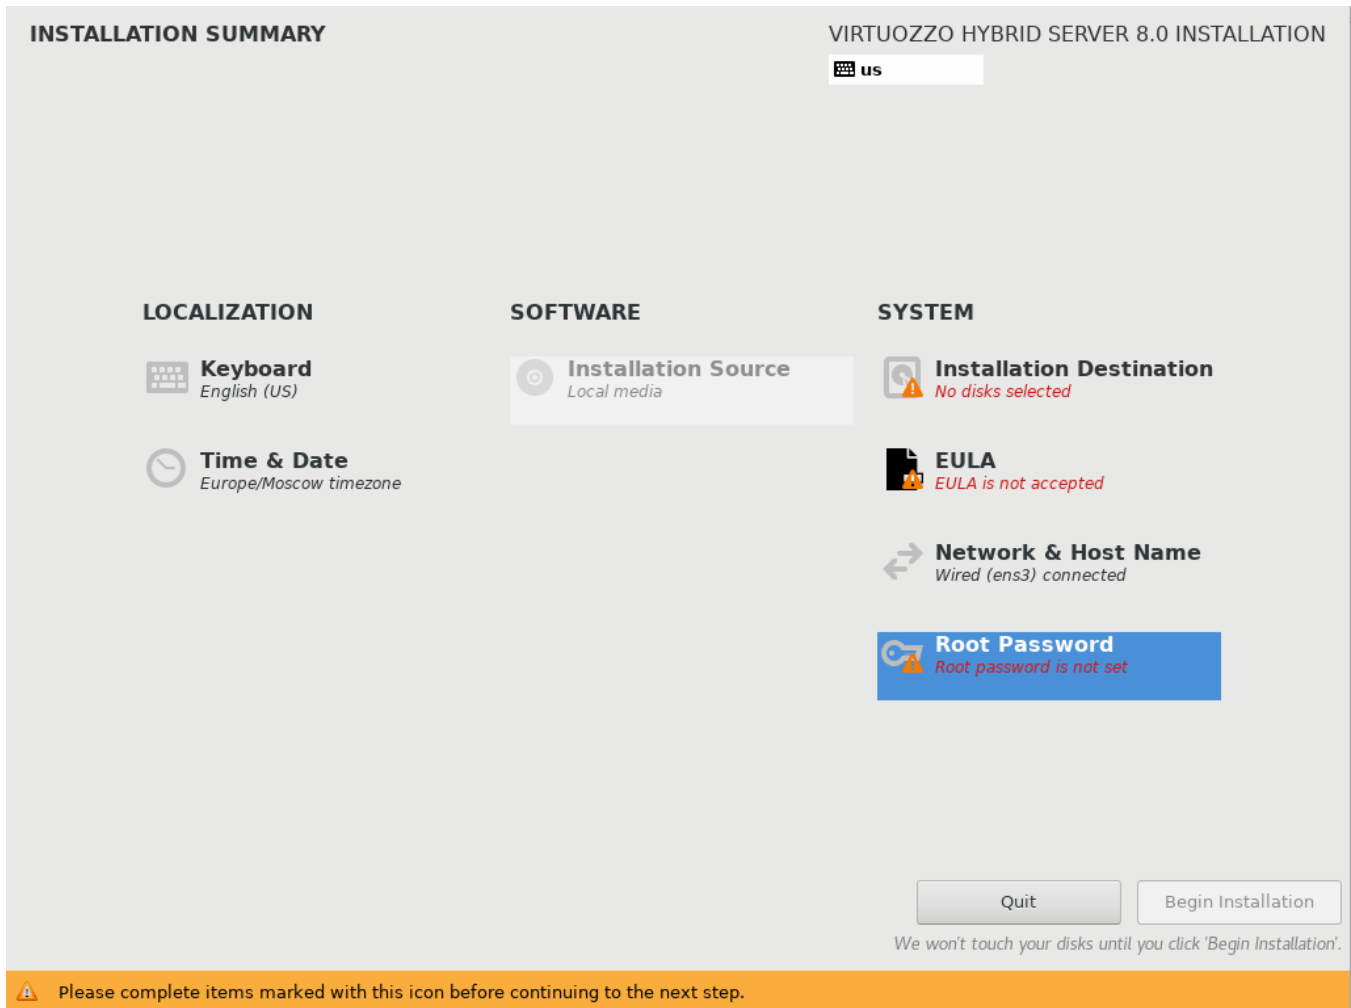 INSTALLATION SUMMARY
VIRTUOZZO HYBRID SERVER 8.0 INSTALLATION
us
LOCALIZATION
Keyboard
English (US)
Time & Date
Europe/Moscow timezone
SOFTWARE
Installation Source
Local media
SYSTEM
Installation Destination
No disks selected
EULA
EULA is not accepted
Network & Host Name
Wired (ens3) connected
Root Password
Root password is not set
Quit
Begin Installation
We won't touch your disks until you click 'Begin Installation'.
Please complete items marked with this icon before continuing to the next step.